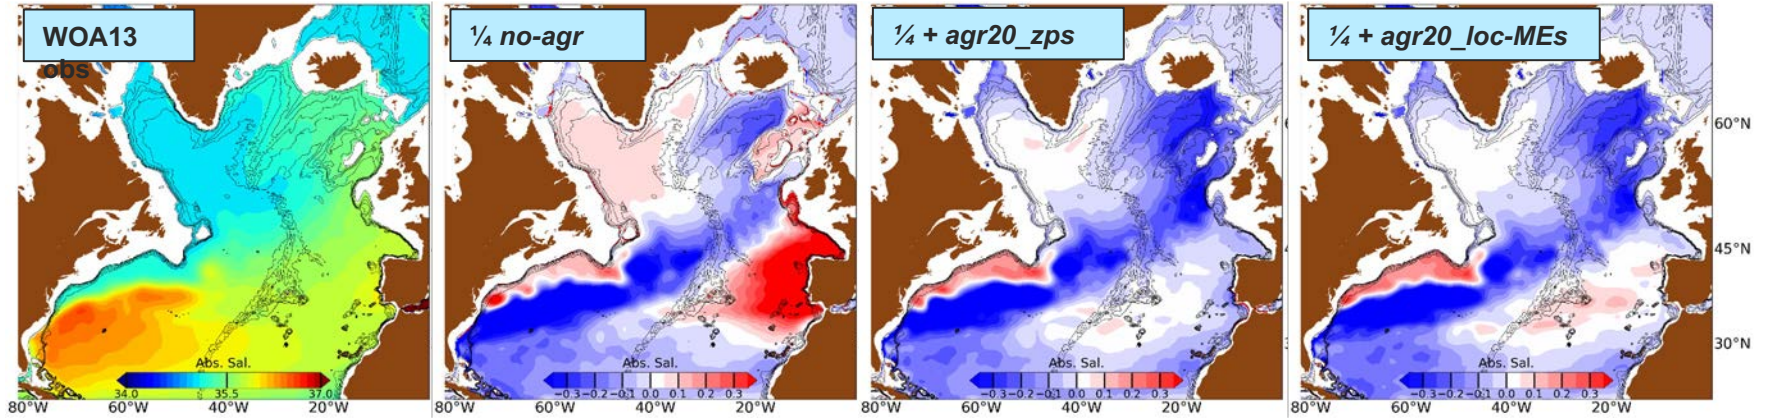 WOA13
obs
¼ no-agr
¼ + agr20_zps
¼ + agr20_loc-MEs
60°N
45°N
30°N
Abs. Sal.
34.0 35.5 37.0
Abs. Sal.
−0.3 −0.2 −0.1 0.0 0.1 0.2 0.3
Abs. Sal.
−0.3 −0.2 −0.1 0.0 0.1 0.2 0.3
Abs. Sal.
−0.3 −0.2 −0.1 0.0 0.1 0.2 0.3
80°W 60°W 40°W 20°W
80°W 60°W 40°W 20°W
80°W 60°W 40°W 20°W
80°W 60°W 40°W 20°W